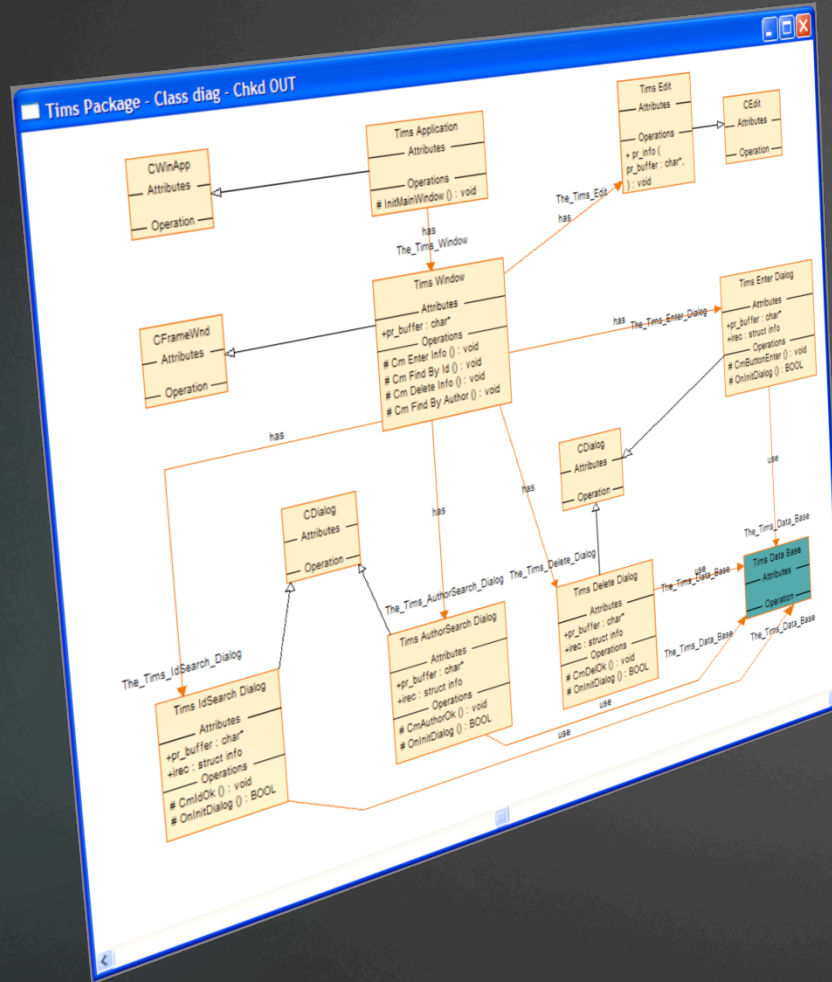 Tims Package - Class diag - Chkd OUT
CWinApp
Attributes
Operation
Tims Application
Attributes
Operations
# InitMainWindow () : void
has
The_Tims_Window
Tims Edit
Attributes
Operations
+ pr_info (
pr_buffer : char*,
) : void
CEdit
Attributes
Operation
The_Tims_Edit
has
CFrameWnd
Attributes
Operation
Tims Window
Attributes
+pr_buffer : char*
Operations
# Cm Enter Info () : void
# Cm Find By Id () : void
# Cm Delete Info () : void
# Cm Find By Author () : void
has
The_Tims_Enter_Dialog
Tims Enter Dialog
Attributes
+pr_buffer : char*
+irec : struct info
Operations
# CmButtonEnter () : void
# OnInitDialog () : BOOL
has
has
has
use
CDialog
Attributes
Operation
CDialog
Attributes
Operation
The_Tims_Data_Base
Tims Data Base
Attributes
Operation
The_Tims_IdSearch_Dialog
The_Tims_AuthorSearch_Dialog
The_Tims_Delete_Dialog
use
The_Tims_Data_Base
Tims IdSearch Dialog
Attributes
+pr_buffer : char*
+irec : struct info
Operations
# CmIdOk () : void
# OnInitDialog () : BOOL
Tims AuthorSearch Dialog
Attributes
+pr_buffer : char*
+irec : struct info
Operations
# CmAuthorOk () : void
# OnInitDialog () : BOOL
Tims Delete Dialog
Attributes
+pr_buffer : char*
+irec : struct info
Operations
# CmDelOk () : void
# OnInitDialog () : BOOL
The_Tims_Data_Base
The_Tims_Data_Base
use
use